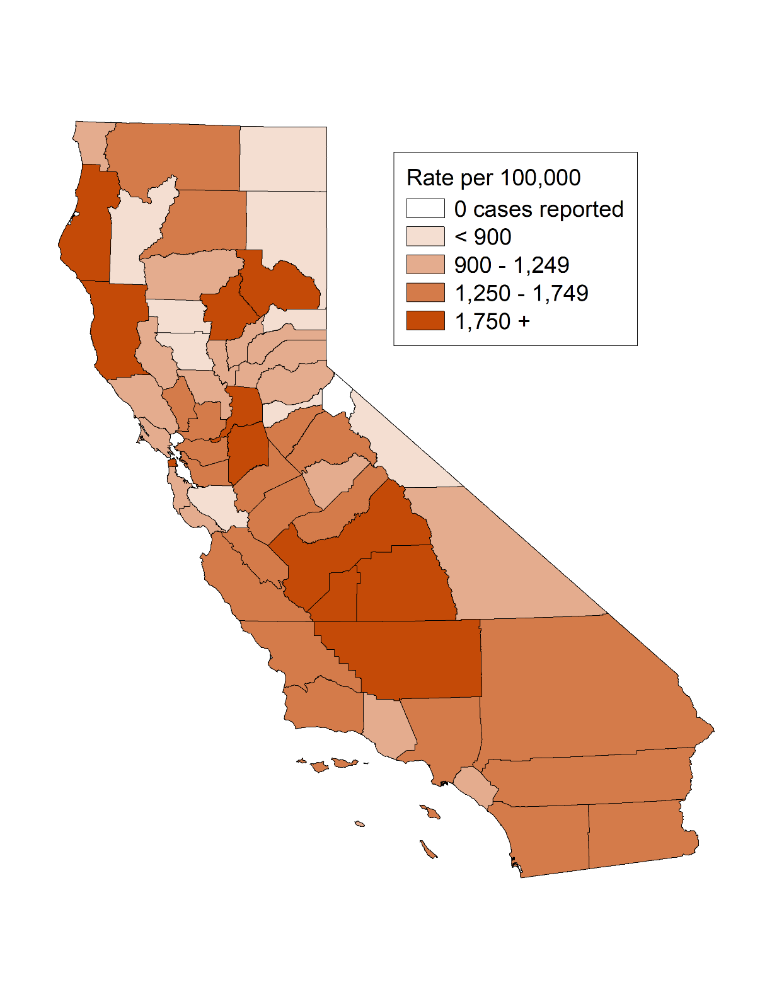 Rate per 100,000
0 cases reported
< 900
900 - 1,249
1,250 - 1,749
1,750 +